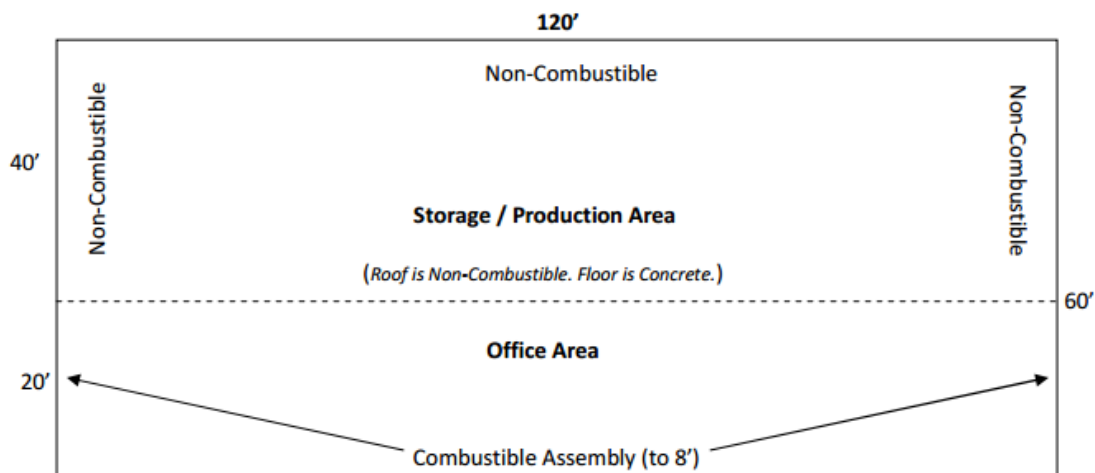 120’
Non-Combustible
Non-Combustible
Non-Combustible
40’
Storage / Production Area
(Roof is Non-Combustible. Floor is Concrete.)
60’
Office Area
20’
Combustible Assembly (to 8’)